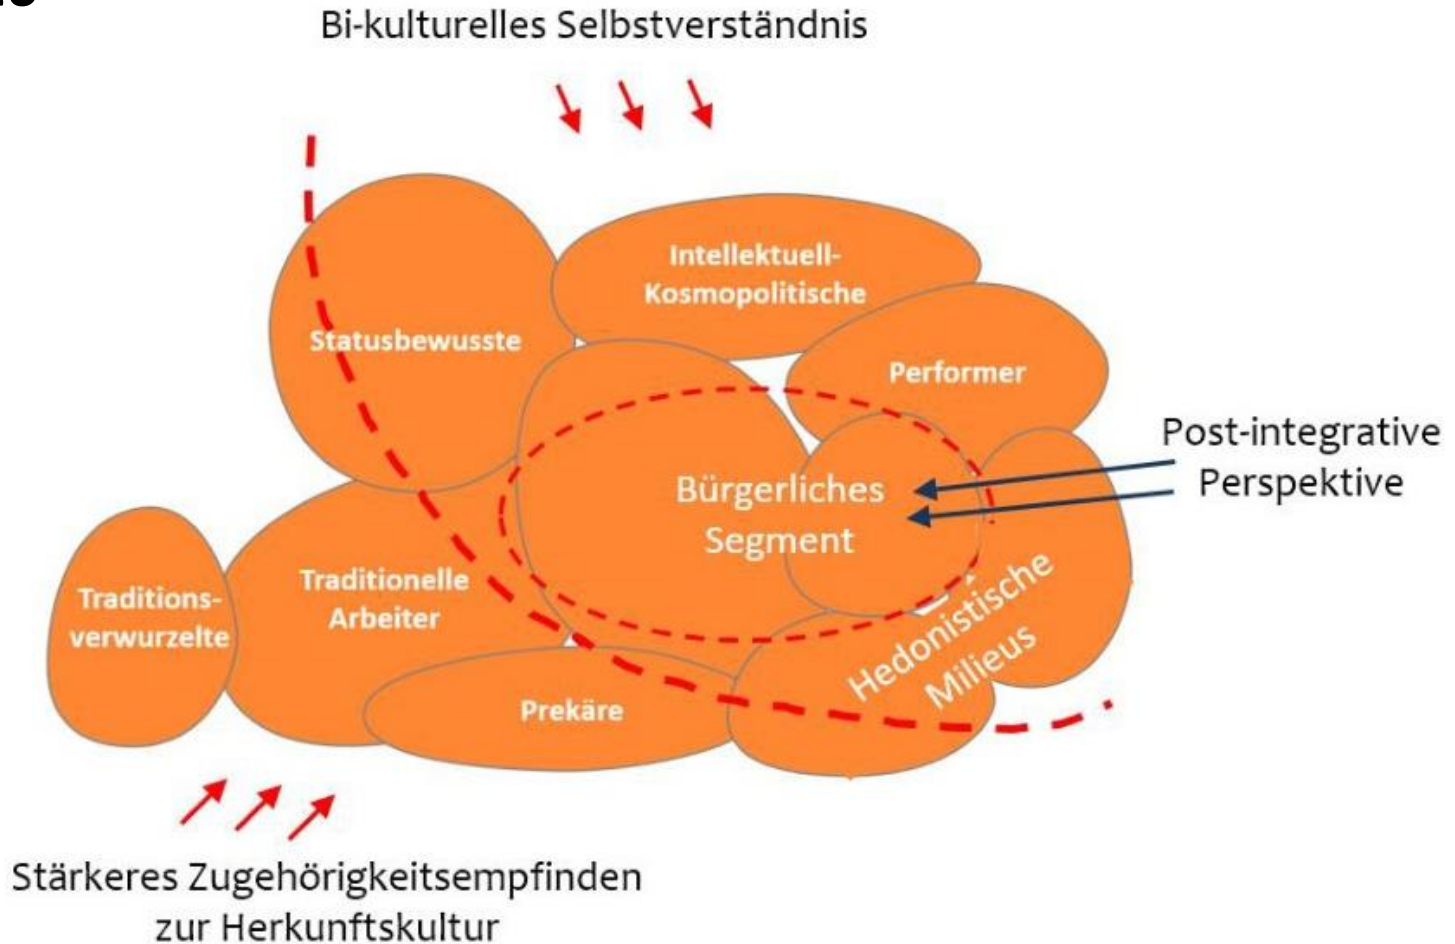 Bi-kulturelles Selbstverständnis
Intellektuell-
Kosmopolitische
Statusbewusste
Performer
Post-integrative
Perspektive
Bürgerliches
Segment
Traditions-
verwurzelte
Traditionelle
Arbeiter
Hedonistische
Milieus
Prekäre
Stärkeres Zugehörigkeitsempfinden
zur Herkunftskultur